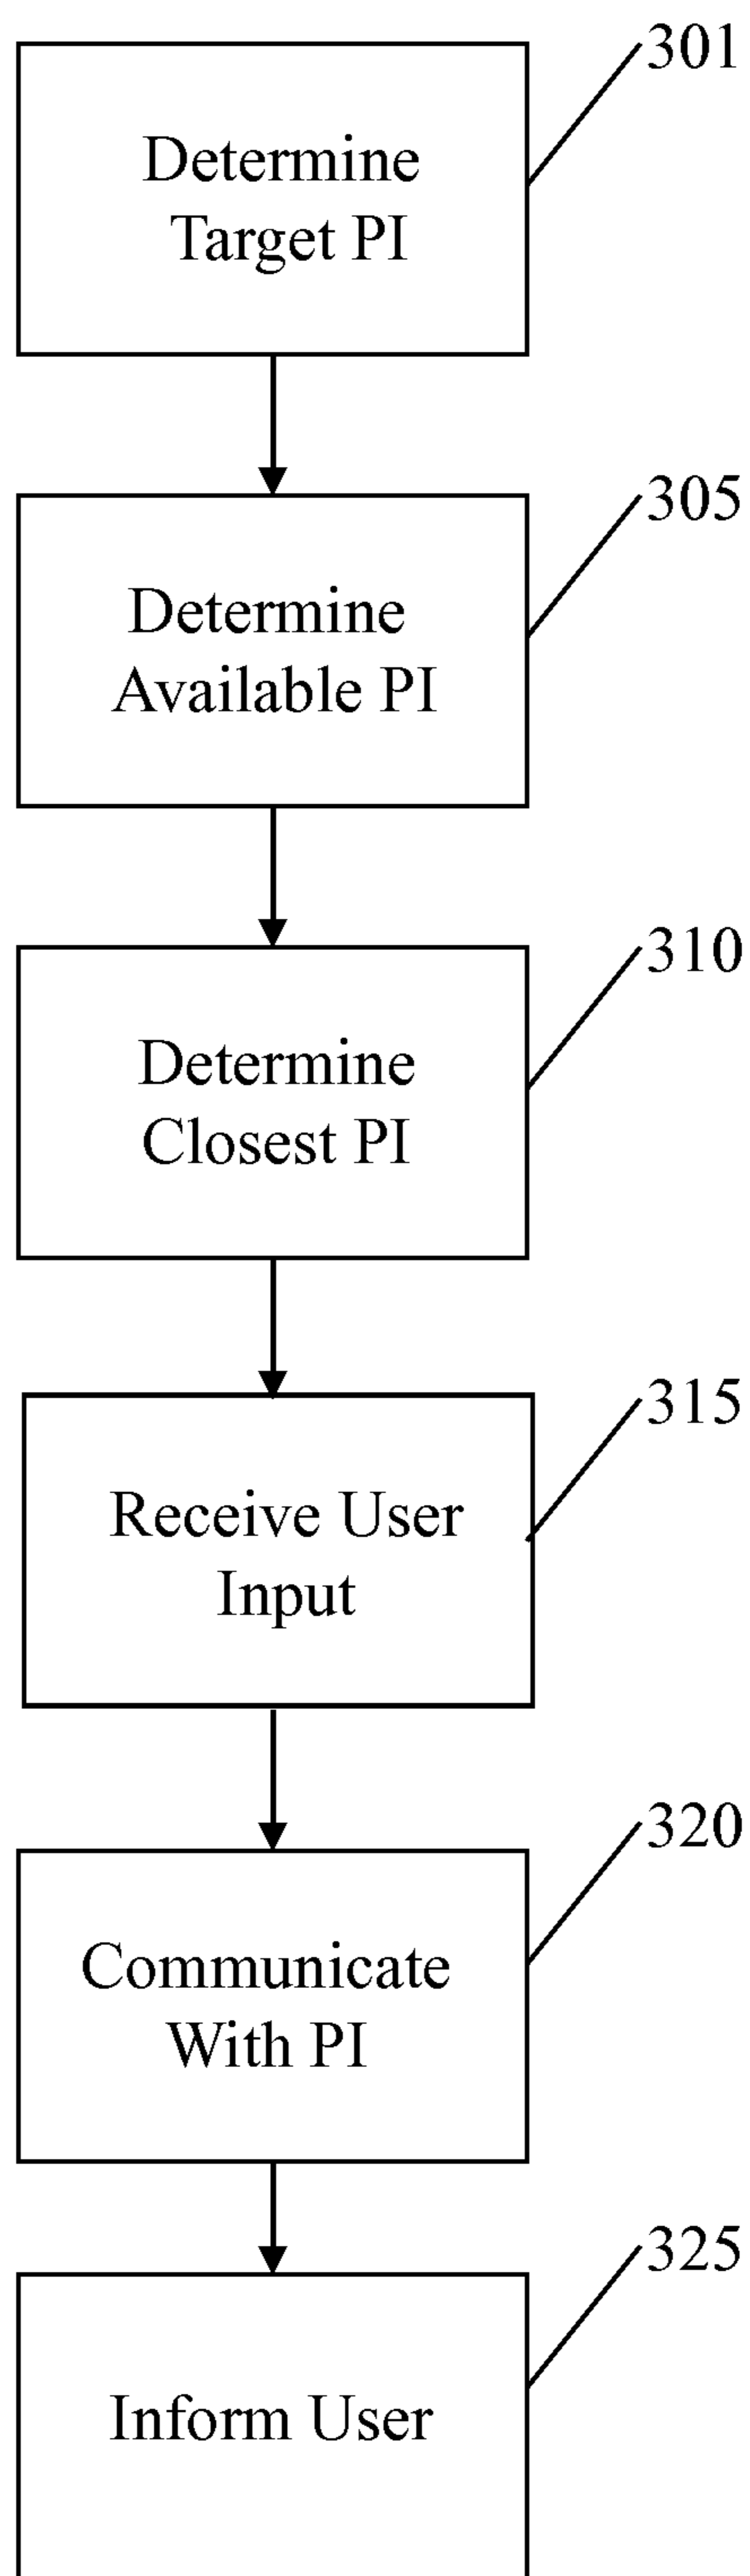 301
Determine
Target PI
305
Determine
Available PI
310
Determine
Closest PI
315
Receive User
Input
320
Communicate
With PI
325
Inform User